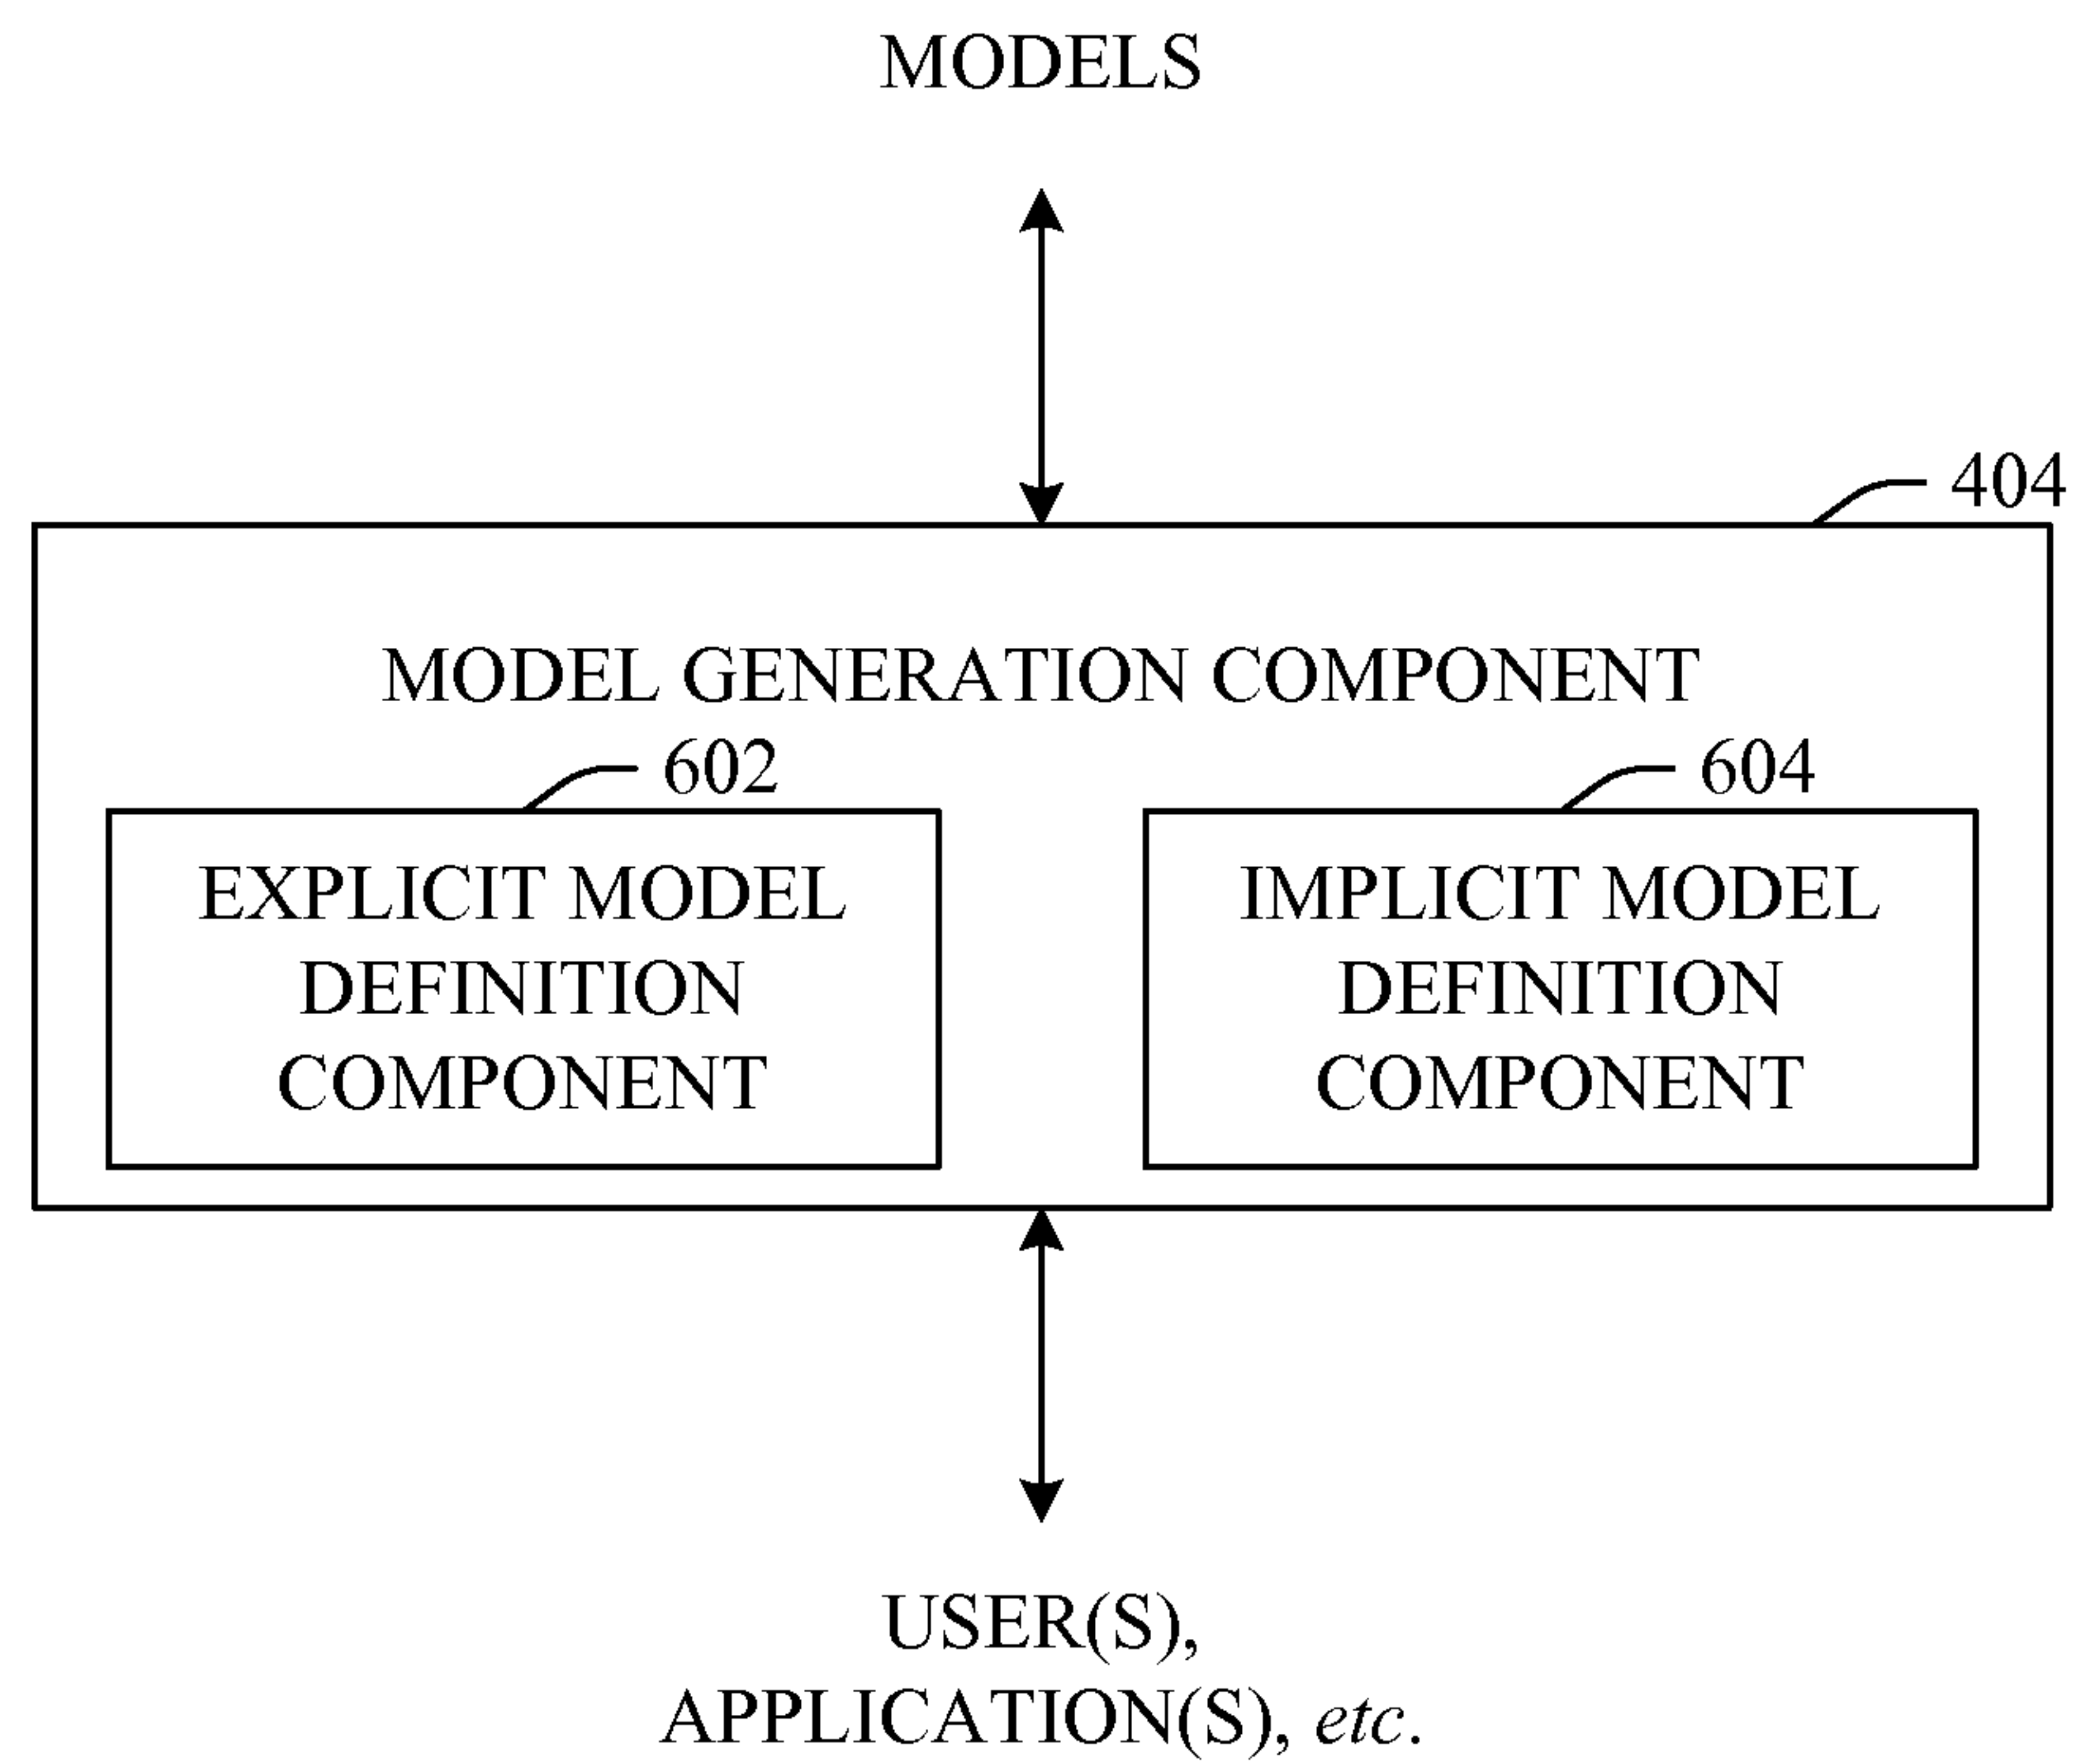 MODELS
404
MODEL GENERATION COMPONENT
602
604
EXPLICIT MODEL
DEFINITION
COMPONENT
IMPLICIT MODEL
DEFINITION
COMPONENT
USER(S),
APPLICATION(S), etc.